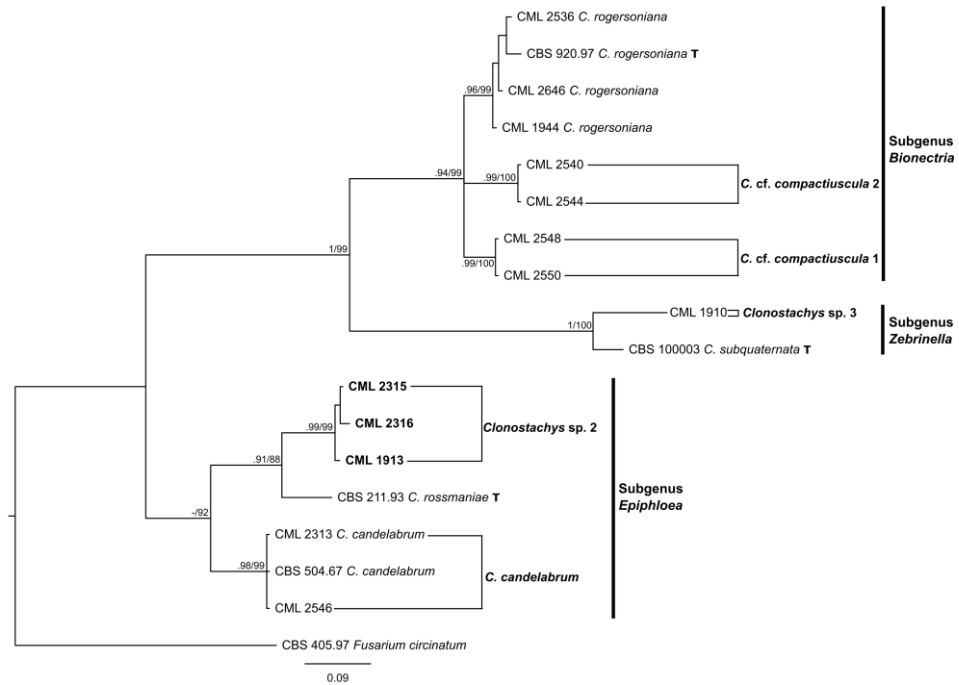 CML 2536 C. rogersoniana
CBS 920.97 C. rogersoniana T
.96/99
CML 2646 C. rogersoniana
CML 1944 C. rogersoniana
Subgenus
Bionectria
CML 2540
.94/99
.99/100
C. cf. compactiuscula 2
CML 2544
CML 2548
1/99
.99/100
C. cf. compactiuscula 1
CML 2550
CML 1910
Clonostachys sp. 3
1/100
Subgenus
Zebrinella
CBS 100003 C. subquaternata T
CML 2315
.99/99
CML 2316
Clonostachys sp. 2
CML 1913
.91/88
CBS 211.93 C. rossmaniae T
Subgenus
Epiphloea
-/92
CML 2313 C. candelabrum
.98/99
CBS 504.67 C. candelabrum
C. candelabrum
CML 2546
CBS 405.97 Fusarium circinatum
0.09